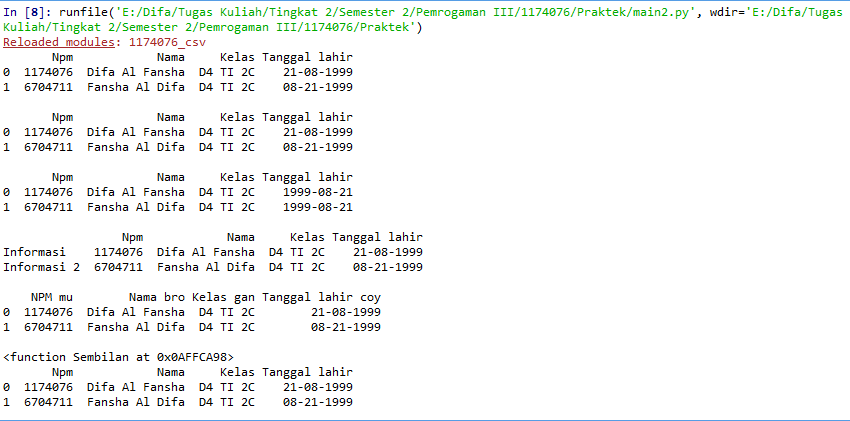 In [8]: runfile('E:/Difa/Tugas Kuliah/Tingkat 2/Semester 2/Pemrogaman III/1174076/Praktek/main2.py', wdir='E:/Difa/Tugas
Kuliah/Tingkat 2/Semester 2/Pemrogaman III/1174076/Praktek')
Reloaded modules: 1174076_csv
Npm Nama Kelas Tanggal lahir
0 1174076 Difa Al Fansha D4 TI 2C 21-08-1999
1 6704711 Fansha Al Difa D4 TI 2C 08-21-1999
Npm Nama Kelas Tanggal lahir
0 1174076 Difa Al Fansha D4 TI 2C 21-08-1999
1 6704711 Fansha Al Difa D4 TI 2C 08-21-1999
Npm Nama Kelas Tanggal lahir
0 1174076 Difa Al Fansha D4 TI 2C 1999-08-21
1 6704711 Fansha Al Difa D4 TI 2C 1999-08-21
Npm Nama Kelas Tanggal lahir
Informasi 1174076 Difa Al Fansha D4 TI 2C 21-08-1999
Informasi 2 6704711 Fansha Al Difa D4 TI 2C 08-21-1999
NPM mu Nama bro Kelas gan Tanggal lahir coy
0 1174076 Difa Al Fansha D4 TI 2C 21-08-1999
1 6704711 Fansha Al Difa D4 TI 2C 08-21-1999
<function Sembilan at 0x0AFFCA98>
Npm Nama Kelas Tanggal lahir
0 1174076 Difa Al Fansha D4 TI 2C 21-08-1999
1 6704711 Fansha Al Difa D4 TI 2C 08-21-1999